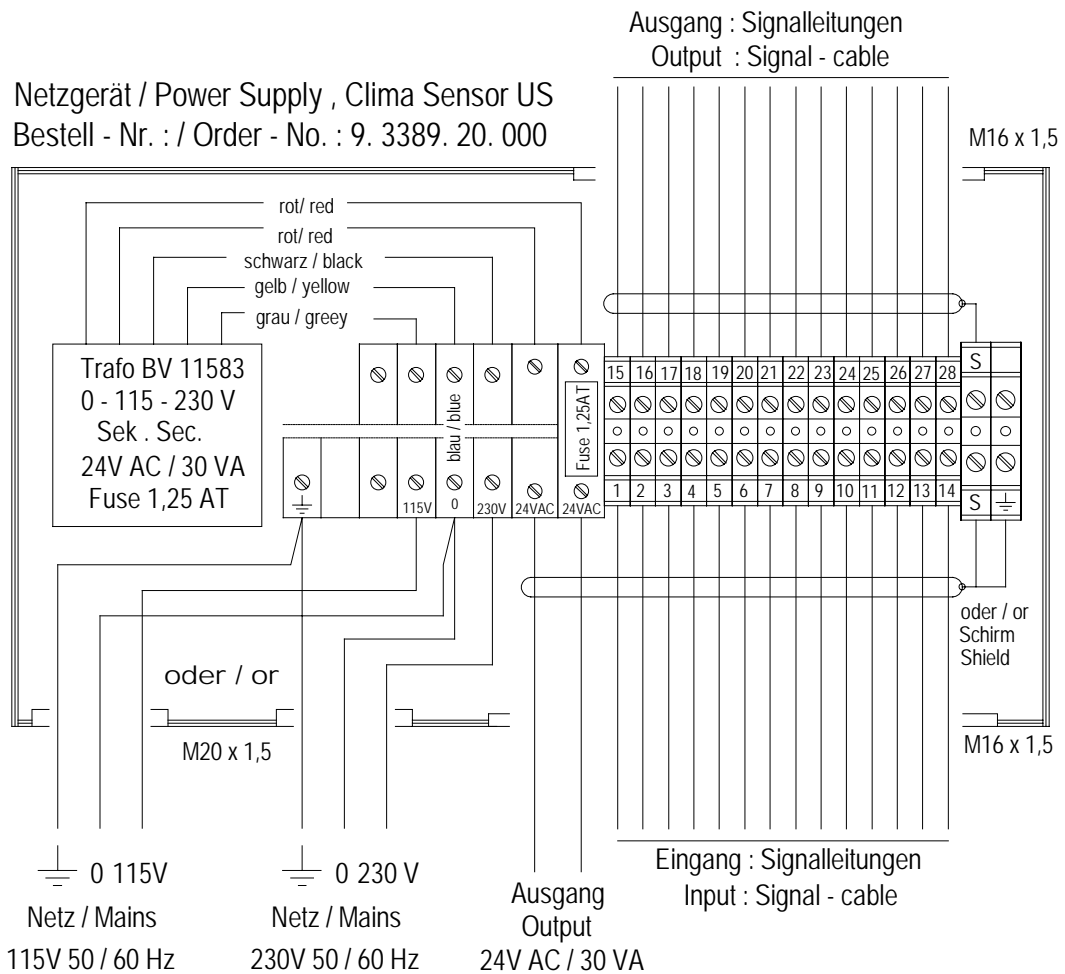 Ausgang : Signalleitungen
Output : Signal - cable
Netzgerät / Power Supply , Clima Sensor US
Bestell - Nr. : / Order - No. : 9. 3389. 20. 000
M16 x 1,5
rot/ red
rot/ red
schwarz / black
gelb / yellow
grau / greey
Trafo BV 11583
0 - 115 - 230 V
Sek . Sec.
24V AC / 30 VA
Fuse 1,25 AT
blau / blue
Fuse 1,25AT
15 16 17 18 19 20 21 22 23 24 25 26 27 28 S
115V 0 230V 24VAC 24VAC
1 2 3 4 5 6 7 8 9 10 11 12 13 14 S
oder / or
Schirm
Shield
oder / or
M20 x 1,5
M16 x 1,5
0 115V
Netz / Mains
115V 50 / 60 Hz
0 230 V
Netz / Mains
230V 50 / 60 Hz
Ausgang
Output
24V AC / 30 VA
Eingang : Signalleitungen
Input : Signal - cable